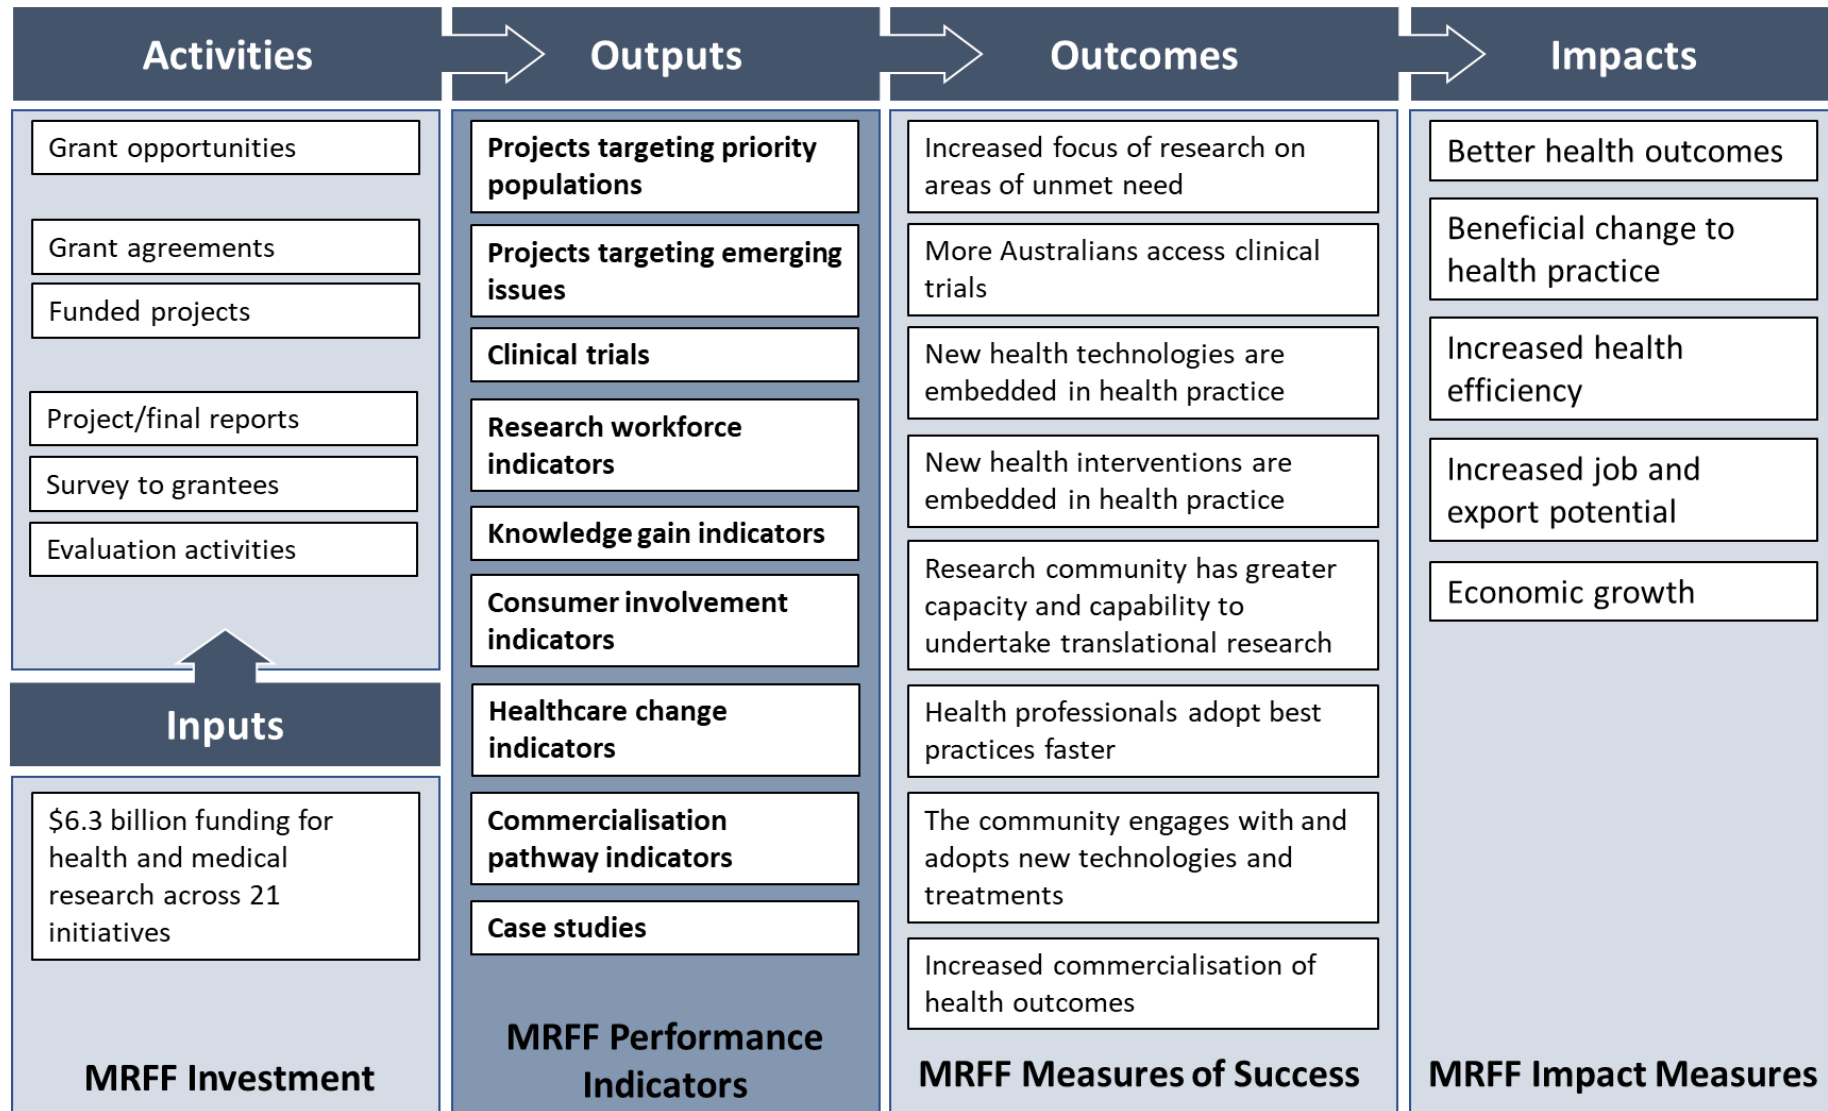 Activities
Grant opportunities
Grant agreements
Funded projects
Project/final reports
Survey to grantees
Evaluation activities
Inputs
$6.3 billion funding for
health and medical
research across 21
initiatives
MRFF Investment
Outputs
Projects targeting priority
populations
Projects targeting emerging
issues
Clinical trials
Research workforce
indicators
Knowledge gain indicators
Consumer involvement
indicators
Healthcare change
indicators
Commercialisation
pathway indicators
Case studies
MRFF Performance
Indicators
Outcomes
Increased focus of research on
areas of unmet need
More Australians access clinical
trials
New health technologies are
embedded in health practice
New health interventions are
embedded in health practice
Research community has greater
capacity and capability to
undertake translational research
Health professionals adopt best
practices faster
The community engages with and
adopts new technologies and
treatments
Increased commercialisation of
health outcomes
MRFF Measures of Success
Impacts
Better health outcomes
Beneficial change to
health practice
Increased health
efficiency
Increased job and
export potential
Economic growth
MRFF Impact Measures